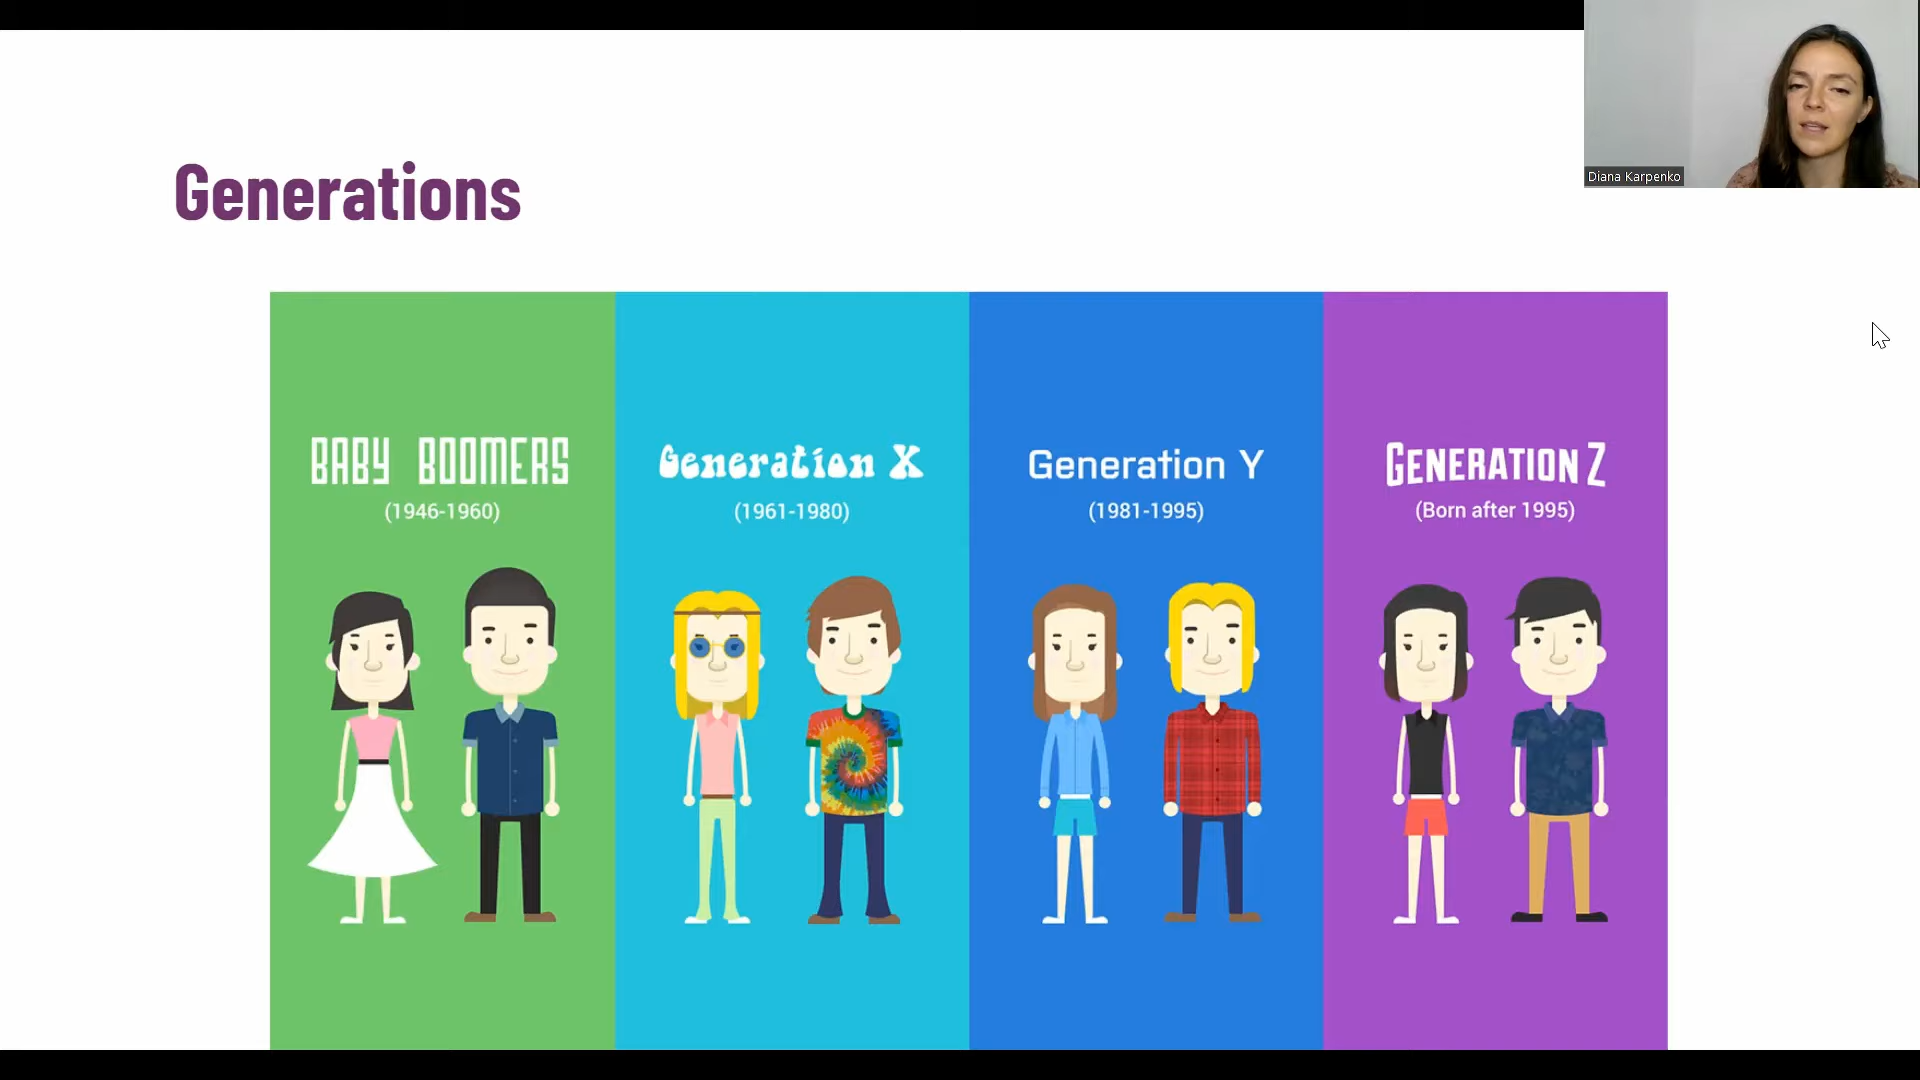 Diana Karpenko
Generations
BABY BOOMERS
(1946-1960)
Generation X
(1961-1980)
Generation Y
(1981-1995)
GENERATION Z
(Born after 1995)